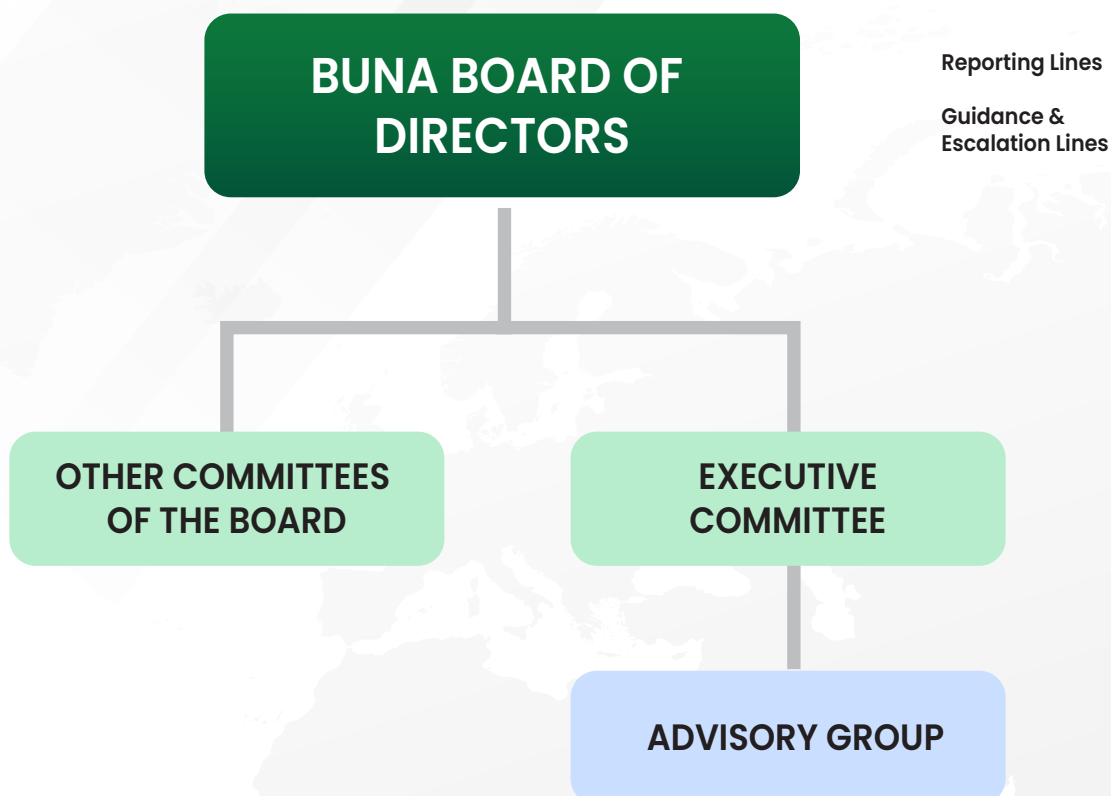 BUNA BOARD OF
DIRECTORS
Reporting Lines
Guidance &
Escalation Lines
OTHER COMMITTEES
OF THE BOARD
EXECUTIVE
COMMITTEE
ADVISORY GROUP